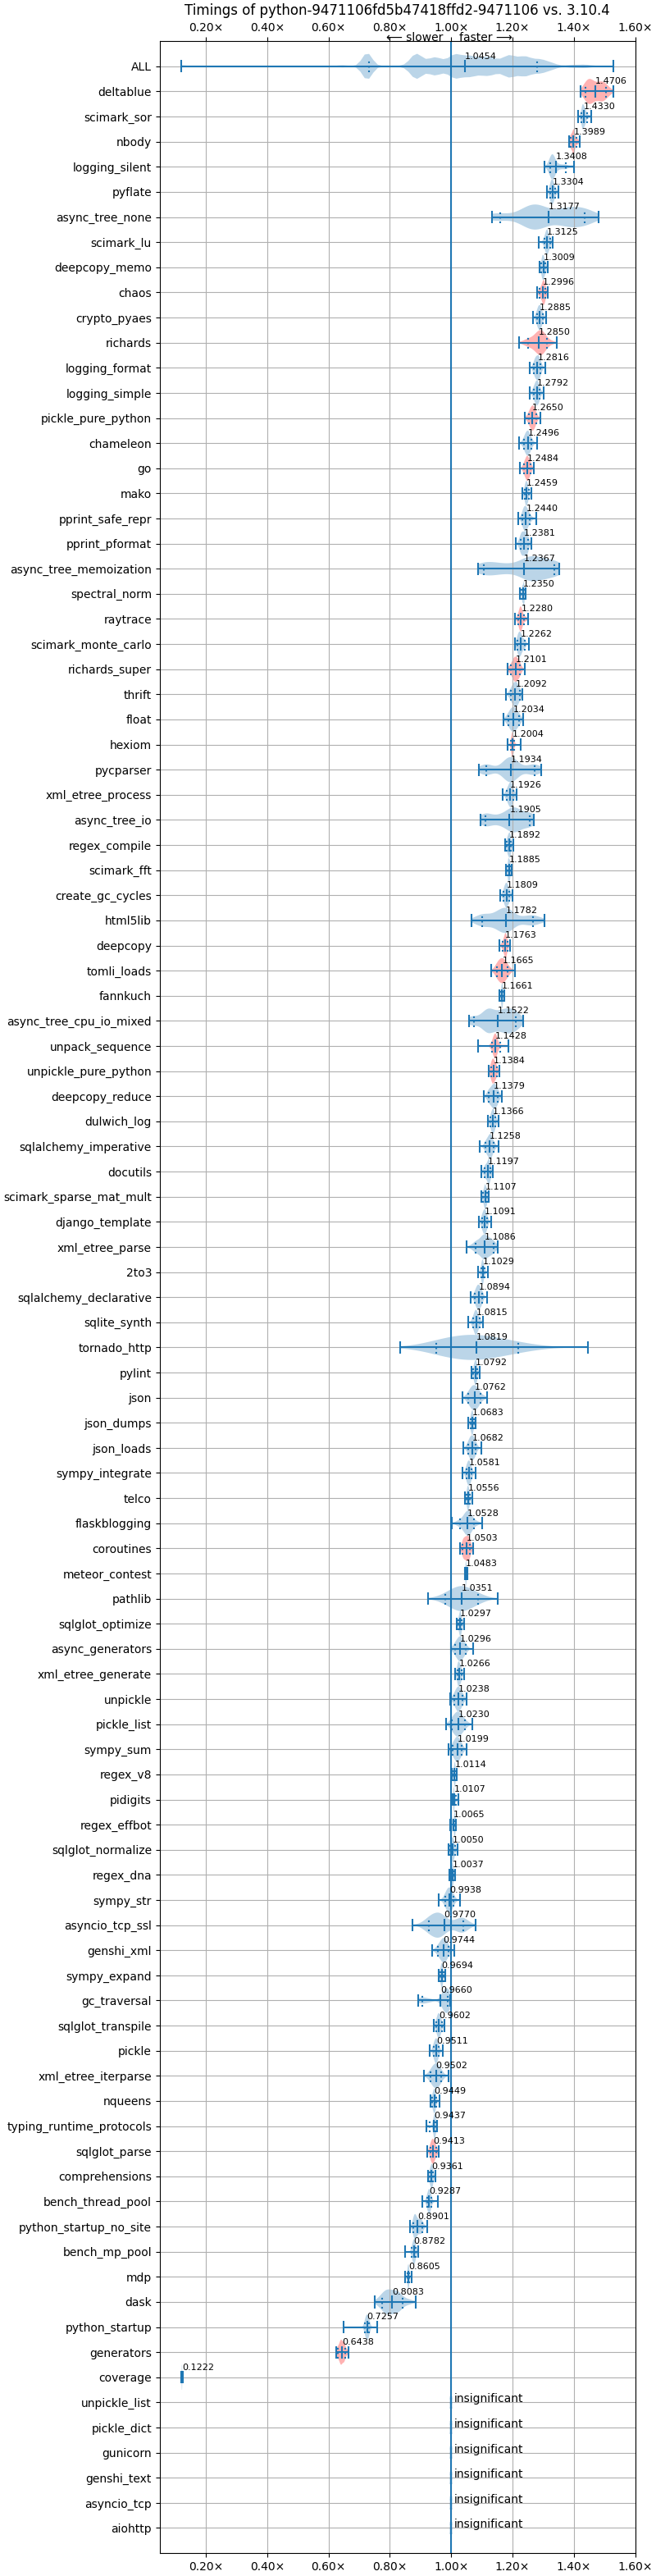 Timings of python-9471106fd5b47418ffd2-9471106 vs. 3.10.4
0.20× 0.40× 0.60× 0.80× 1.00× 1.20× 1.40× 1.60×
⟵ slower faster ⟶
ALL 1.0454
deltablue 1.4706
scimark_sor 1.4330
nbody 1.3989
logging_silent 1.3408
pyflate 1.3304
async_tree_none 1.3177
scimark_lu 1.3125
deepcopy_memo 1.3009
chaos 1.2996
crypto_pyaes 1.2885
richards 1.2850
logging_format 1.2816
logging_simple 1.2792
pickle_pure_python 1.2650
chameleon 1.2496
go 1.2484
mako 1.2459
pprint_safe_repr 1.2440
pprint_pformat 1.2381
async_tree_memoization 1.2367
spectral_norm 1.2350
raytrace 1.2280
scimark_monte_carlo 1.2262
richards_super 1.2101
thrift 1.2092
float 1.2034
hexiom 1.2004
pycparser 1.1934
xml_etree_process 1.1926
async_tree_io 1.1905
regex_compile 1.1892
scimark_fft 1.1885
create_gc_cycles 1.1809
html5lib 1.1782
deepcopy 1.1763
tomli_loads 1.1665
fannkuch 1.1661
async_tree_cpu_io_mixed 1.1522
unpack_sequence 1.1428
unpickle_pure_python 1.1384
deepcopy_reduce 1.1379
dulwich_log 1.1366
sqlalchemy_imperative 1.1258
docutils 1.1197
scimark_sparse_mat_mult 1.1107
django_template 1.1091
xml_etree_parse 1.1086
2to3 1.1029
sqlalchemy_declarative 1.0894
sqlite_synth 1.0815
tornado_http 1.0819
pylint 1.0792
json 1.0762
json_dumps 1.0683
json_loads 1.0682
sympy_integrate 1.0581
telco 1.0556
flaskblogging 1.0528
coroutines 1.0503
meteor_contest 1.0483
pathlib 1.0351
sqlglot_optimize 1.0297
async_generators 1.0296
xml_etree_generate 1.0266
unpickle 1.0238
pickle_list 1.0230
sympy_sum 1.0199
regex_v8 1.0114
pidigits 1.0107
regex_effbot 1.0065
sqlglot_normalize 1.0050
regex_dna 1.0037
sympy_str 0.9938
asyncio_tcp_ssl 0.9770
genshi_xml 0.9744
sympy_expand 0.9694
gc_traversal 0.9660
sqlglot_transpile 0.9602
pickle 0.9511
xml_etree_iterparse 0.9502
nqueens 0.9449
typing_runtime_protocols 0.9437
sqlglot_parse 0.9413
comprehensions 0.9361
bench_thread_pool 0.9287
python_startup_no_site 0.8901
bench_mp_pool 0.8782
mdp 0.8605
dask 0.8083
python_startup 0.7257
generators 0.6438
coverage 0.1222
unpickle_list insignificant
pickle_dict insignificant
gunicorn insignificant
genshi_text insignificant
asyncio_tcp insignificant
aiohttp insignificant
0.20× 0.40× 0.60× 0.80× 1.00× 1.20× 1.40× 1.60×